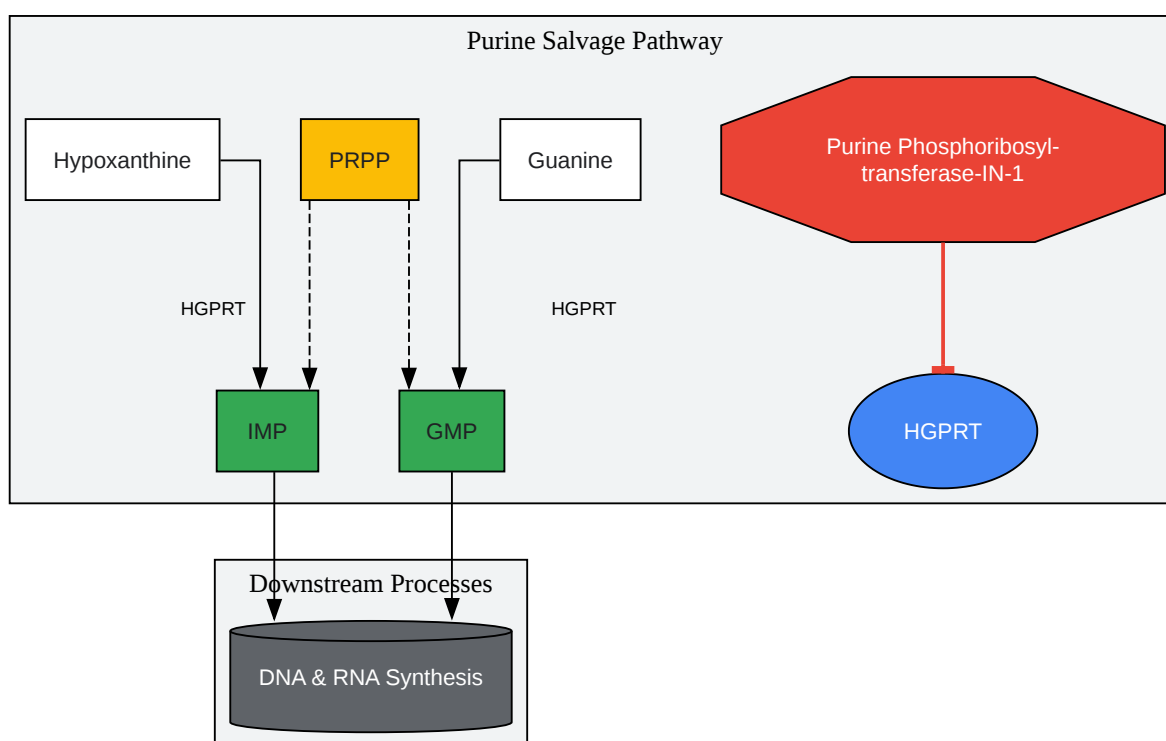 Purine Salvage Pathway
Hypoxanthine
PRPP
Guanine
Purine Phosphoribosyl-
transferase-IN-1
HGPRT
HGPRT
IMP
GMP
HGPRT
Downstream Processes
DNA & RNA Synthesis